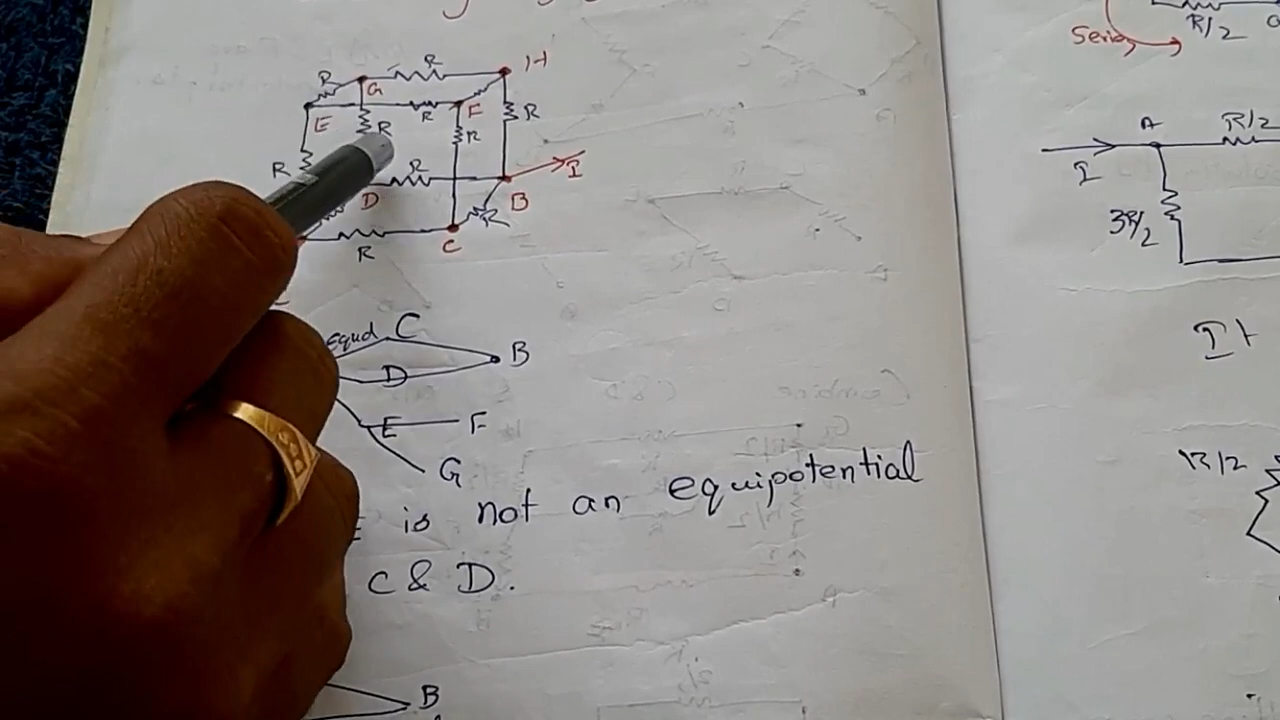 R R H
G
E R F R
R R
R R I
D B
R R
C
equal C B
D
E F
G
is not an equipotential
C & D.
B
R/2
Series
A R/2
I
3R/2
R/2